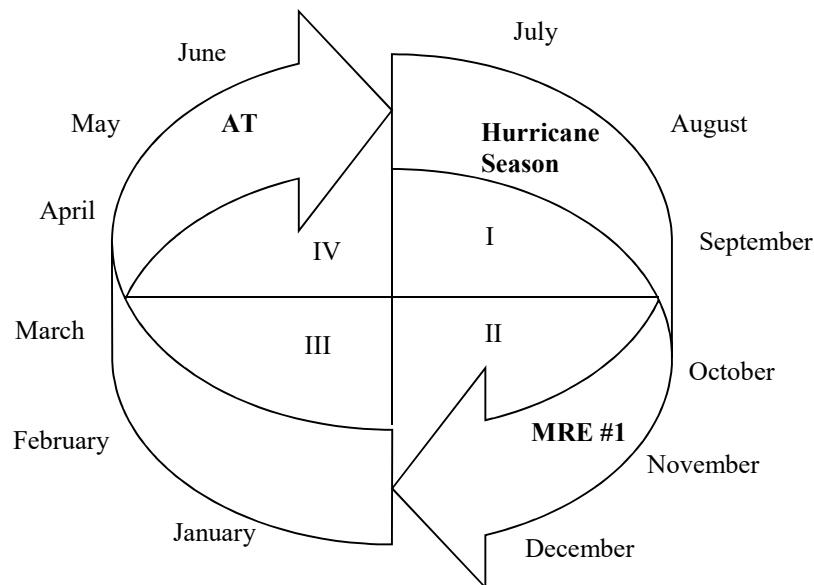 July
June
May
AT
Hurricane
Season
August
April
September
IV
I
March
III
II
October
February
MRE #1
November
January
December